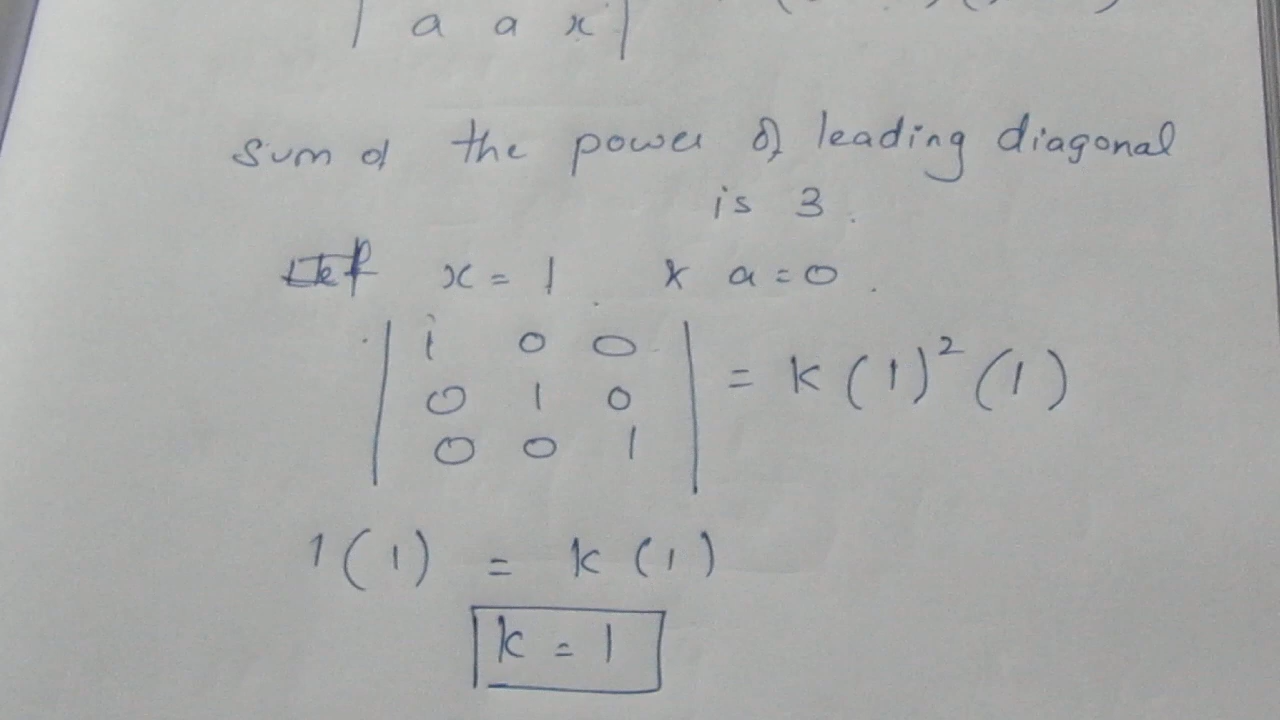 | a a x |
sum of the power of leading diagonal
is 3.
x = 1. & a = 0.
| 1 0 0 |
| 0 1 0 | = k (1)² (1)
| 0 0 1 |
1(1) = k (1)
k = 1